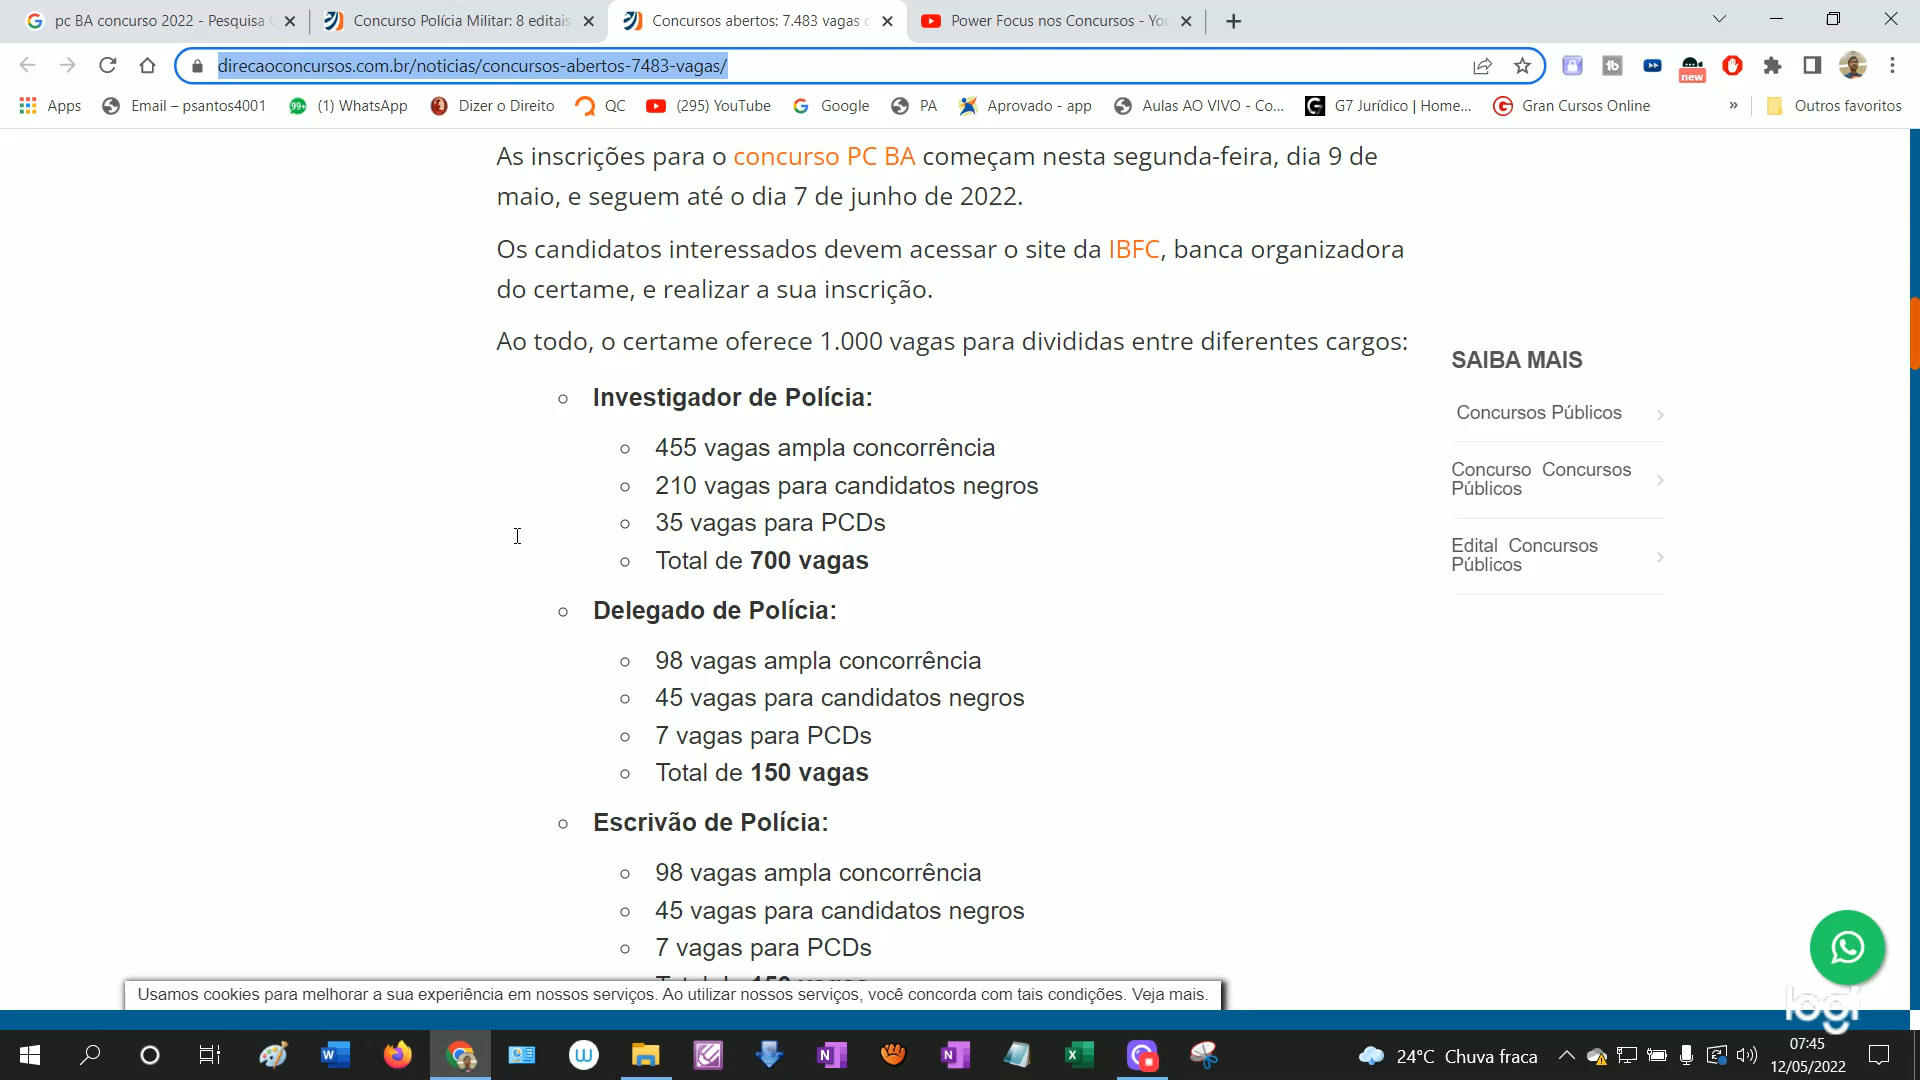 pc BA concurso 2022 - Pesquisa
Concurso Polícia Militar: 8 editais
Concursos abertos: 7.483 vagas c
Power Focus nos Concursos - You
direcaoconcursos.com.br/noticias/concursos-abertos-7483-vagas/
new
Apps
Email – psantos4001
99+
(1) WhatsApp
Dizer o Direito
QC
(295) YouTube
Google
PA
Aprovado - app
Aulas AO VIVO - Co...
G7 Jurídico | Home...
Gran Cursos Online
»
Outros favoritos
As inscrições para o concurso PC BA começam nesta segunda-feira, dia 9 de
maio, e seguem até o dia 7 de junho de 2022.
Os candidatos interessados devem acessar o site da IBFC, banca organizadora
do certame, e realizar a sua inscrição.
Ao todo, o certame oferece 1.000 vagas para divididas entre diferentes cargos:
Investigador de Polícia:
455 vagas ampla concorrência
210 vagas para candidatos negros
35 vagas para PCDs
Total de 700 vagas
Delegado de Polícia:
98 vagas ampla concorrência
45 vagas para candidatos negros
7 vagas para PCDs
Total de 150 vagas
Escrivão de Polícia:
98 vagas ampla concorrência
45 vagas para candidatos negros
7 vagas para PCDs
SAIBA MAIS
Concursos Públicos
Concurso Concursos
Públicos
Edital Concursos
Públicos
Usamos cookies para melhorar a sua experiência em nossos serviços. Ao utilizar nossos serviços, você concorda com tais condições. Veja mais.
logi
24°C Chuva fraca
07:45
12/05/2022